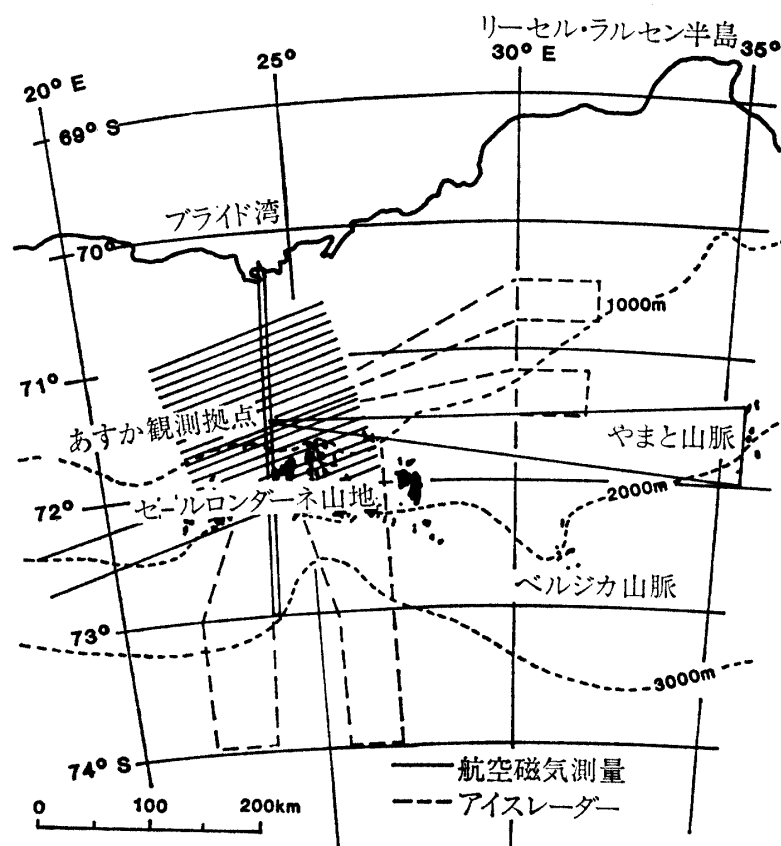 リーセル・ラルセン半島
20° E
25°
30° E
35°
69° S
ブライド湾
70°
1000m
71°
あすか観測拠点
やまと山脈
2000m
72°
セールロンダーネ山地
ベルジカ山脈
73°
3000m
74° S
航空磁気測量
アイスレーダー
0 100 200km